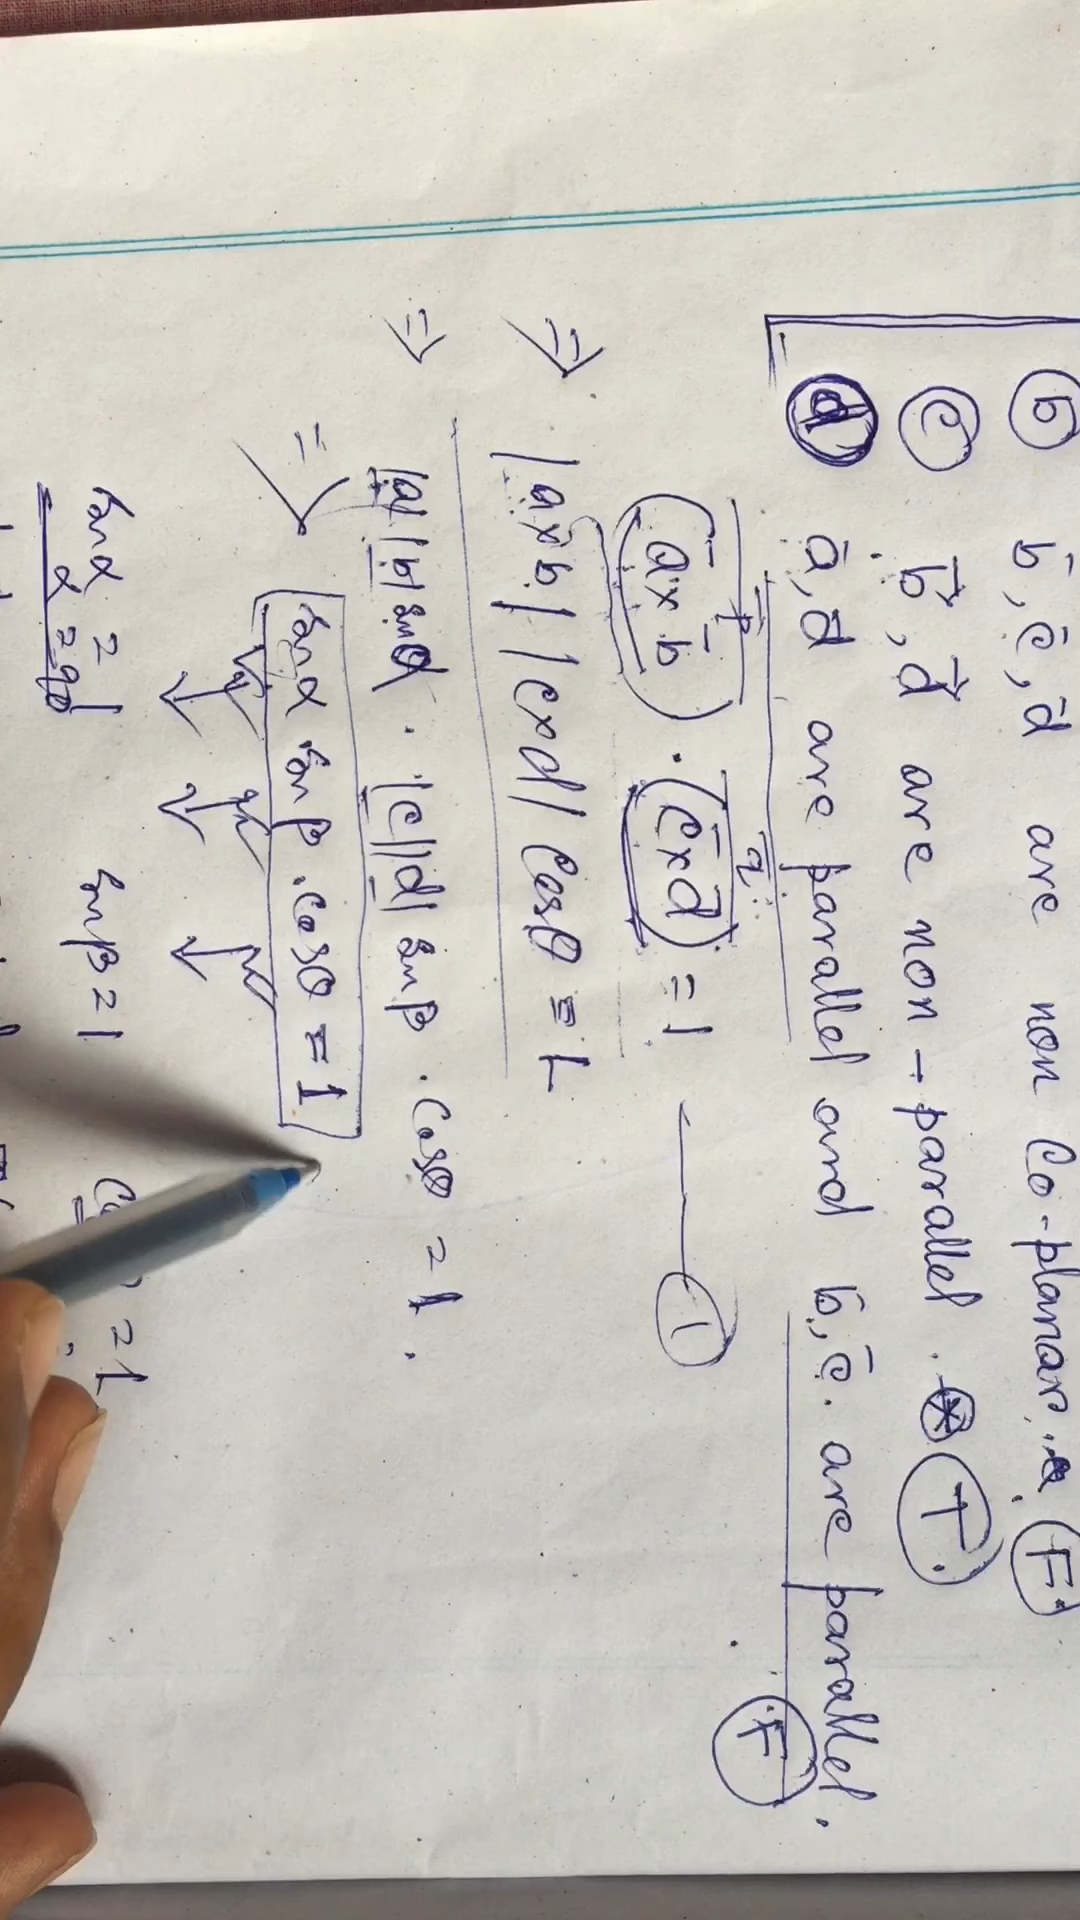 b b̄, c̄, d̄ are non Co-planar. F
c b⃗, d⃗ are non-parallel. T
d ā, d̄ are parallel and b̄, c̄ are parallel. F
p̄ q̄
(ā × b̄) · (c̄ × d̄) = 1 — 1
⇒ |a × b| |c × d| cosθ = 1
⇒ |a| |b| sinα · |c| |d| sinβ · cosθ = 1 .
⇒ sinα · sinβ · cosθ = 1
sinα = 1 sinβ = 1 = 1
α = 90